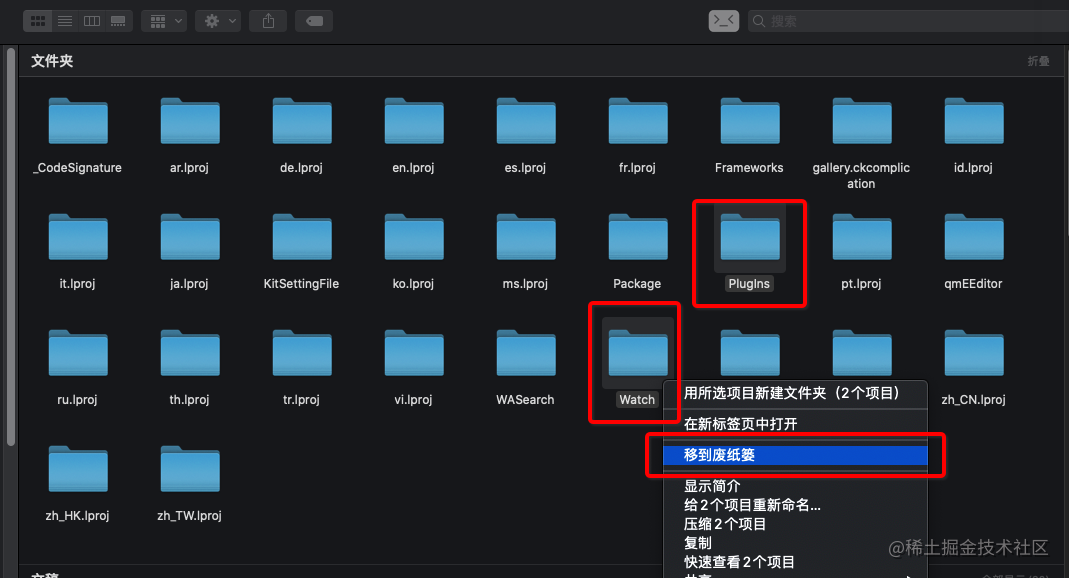 搜索
文件夹
折叠
_CodeSignature
ar.lproj
de.lproj
en.lproj
es.lproj
fr.lproj
Frameworks
gallery.ckcomplic
ation
id.lproj
it.lproj
ja.lproj
KitSettingFile
ko.lproj
ms.lproj
Package
PlugIns
pt.lproj
qmEEditor
ru.lproj
th.lproj
tr.lproj
vi.lproj
WASearch
Watch
zh_CN.lproj
用所选项目新建文件夹（2个项目）
在新标签页中打开
移到废纸篓
显示简介
给2个项目重新命名...
压缩2个项目
复制
快速查看2个项目
zh_HK.lproj
zh_TW.lproj
@稀土掘金技术社区